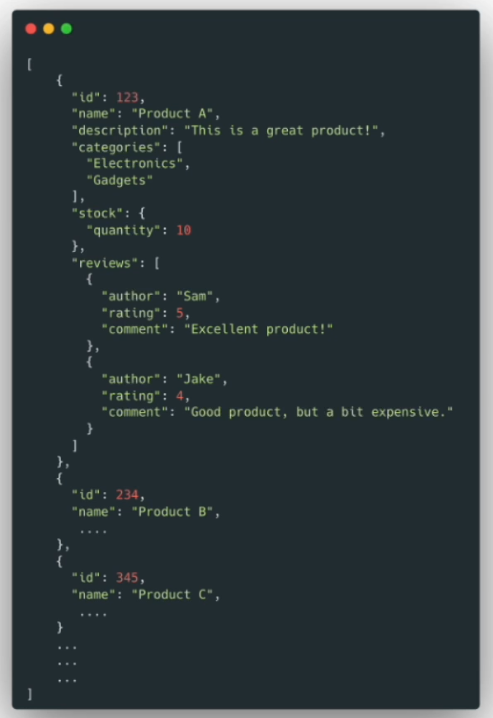 [
    {
      "id": 123,
      "name": "Product A",
      "description": "This is a great product!",
      "categories": [
        "Electronics",
        "Gadgets"
      ],
      "stock": {
        "quantity": 10
      },
      "reviews": [
        {
          "author": "Sam",
          "rating": 5,
          "comment": "Excellent product!"
        },
        {
          "author": "Jake",
          "rating": 4,
          "comment": "Good product, but a bit expensive."
        }
      ]
    },
    {
      "id": 234,
      "name": "Product B",
       ....
    },
    {
      "id": 345,
      "name": "Product C",
       ....
    }
    ...
    ...
    ...
]